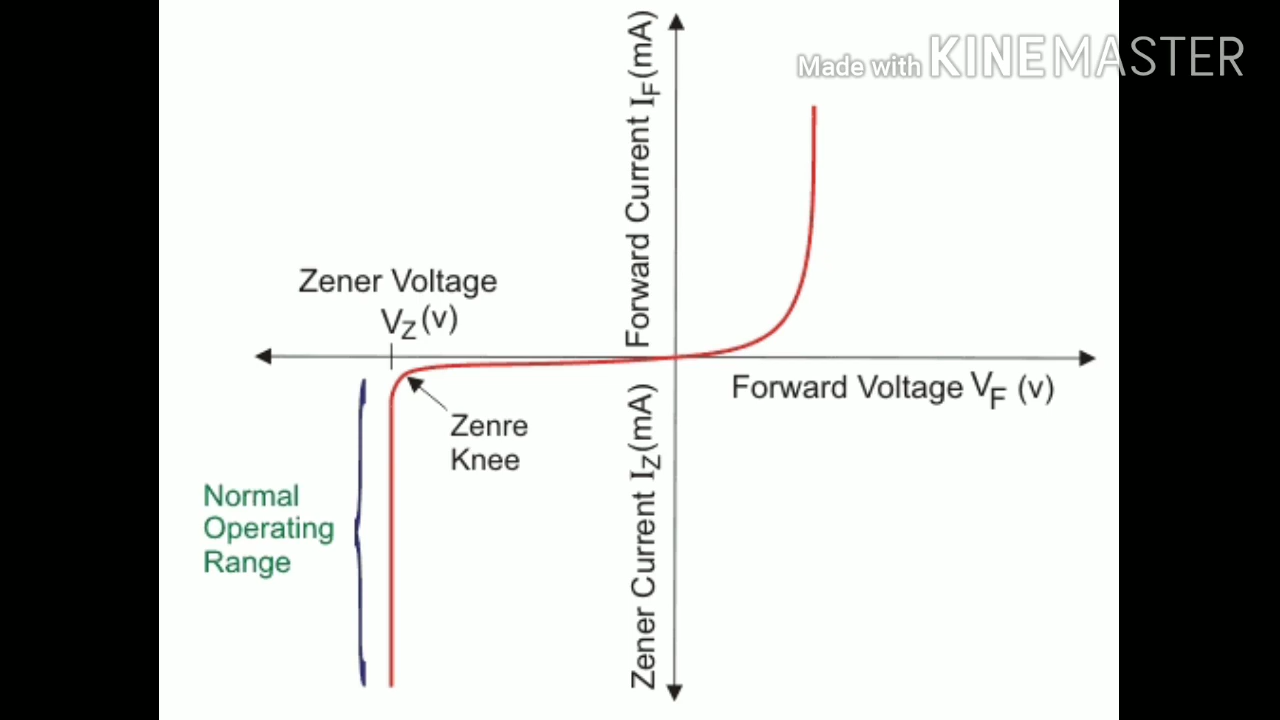 Made with KINEMASTER
Forward Current IF (mA)
Zener Voltage
VZ (v)
Forward Voltage VF (v)
Zenre
Knee
Zener Current IZ (mA)
Normal
Operating
Range